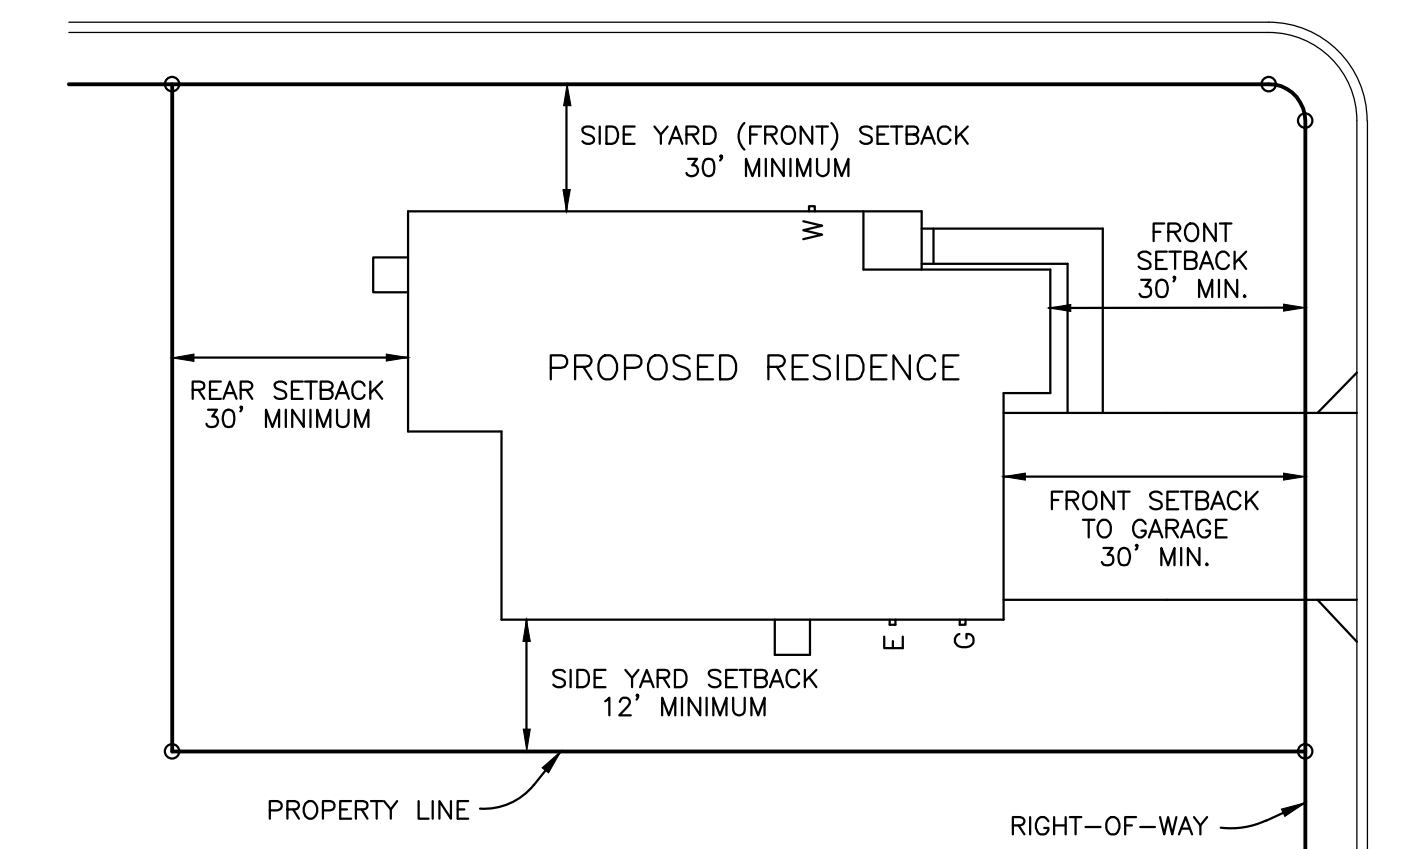 SIDE YARD (FRONT) SETBACK
30' MINIMUM
W
FRONT
SETBACK
30' MIN.
PROPOSED RESIDENCE
REAR SETBACK
30' MINIMUM
FRONT SETBACK
TO GARAGE
30' MIN.
E
G
SIDE YARD SETBACK
12' MINIMUM
PROPERTY LINE
RIGHT-OF-WAY